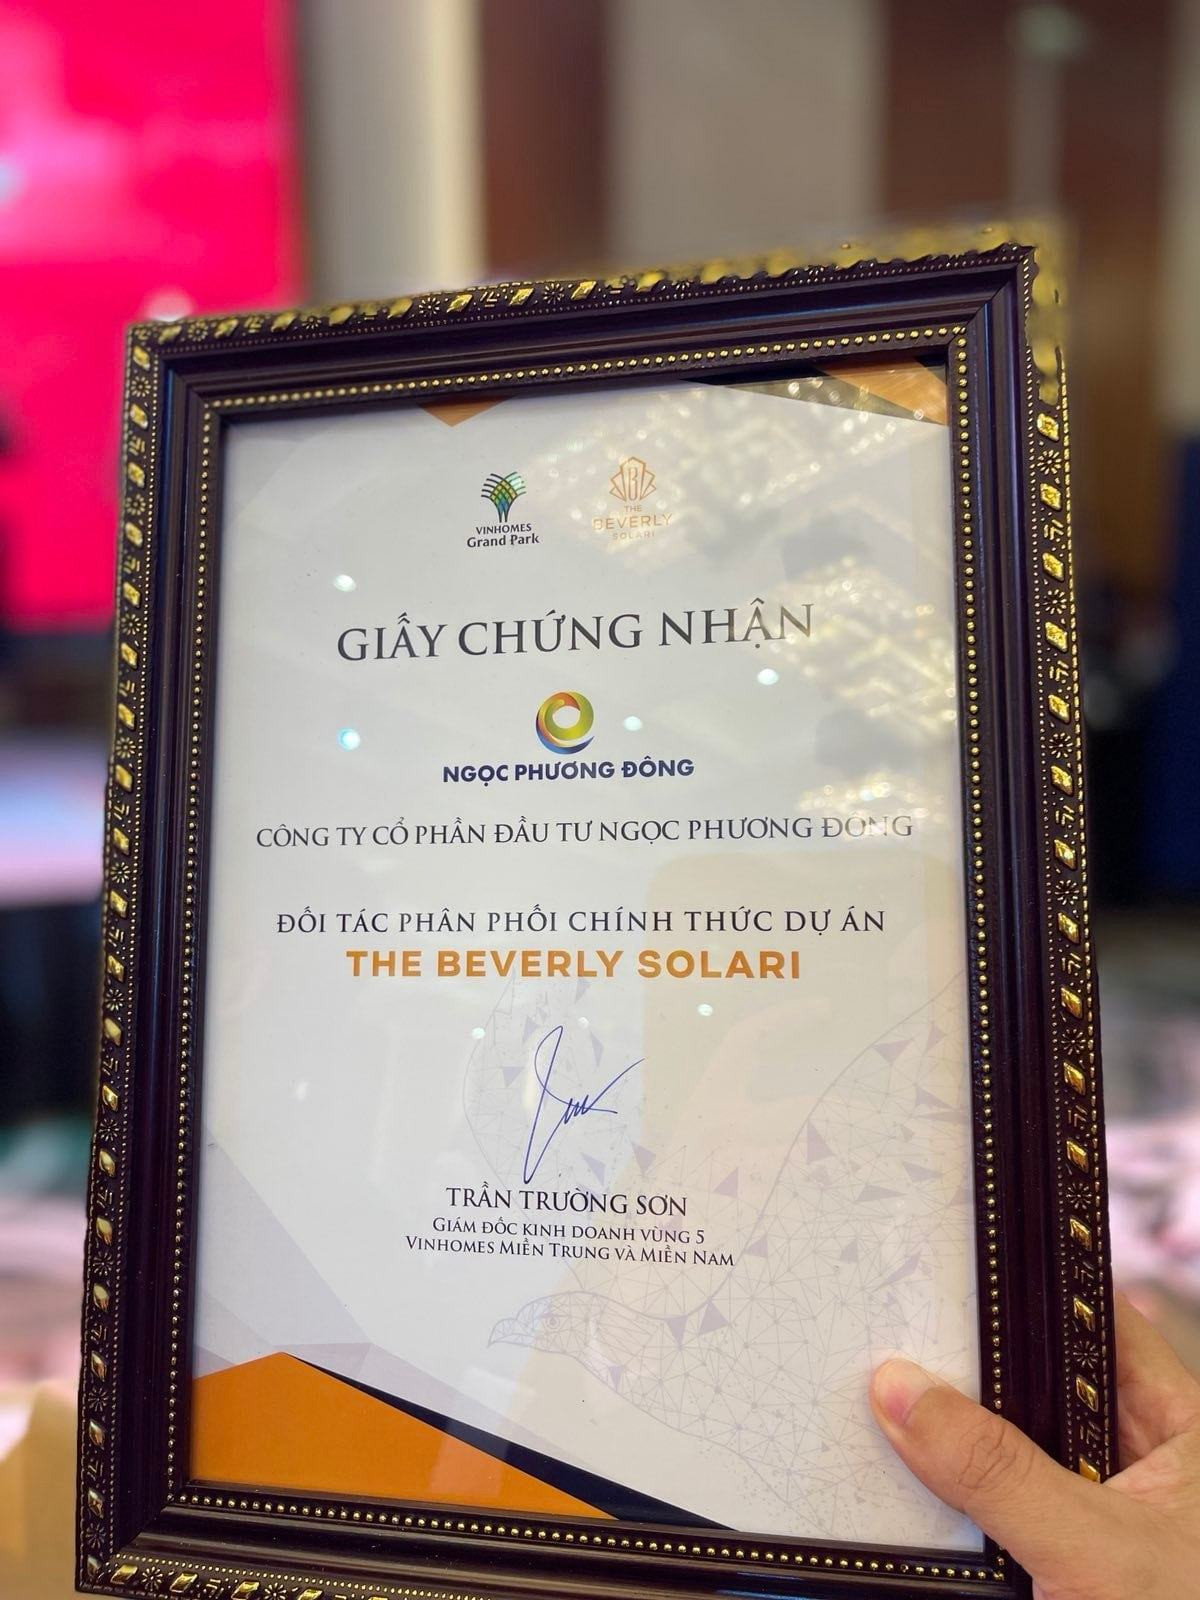 VINHOMES
Grand Park
B
THE
BEVERLY
SOLARI
GIẤY CHỨNG NHẬN
NGỌC PHƯƠNG ĐÔNG
CÔNG TY CỔ PHẦN ĐẦU TƯ NGỌC PHƯƠNG ĐÔNG
ĐỐI TÁC PHÂN PHỐI CHÍNH THỨC DỰ ÁN
THE BEVERLY SOLARI
TRẦN TRƯỜNG SƠN
GIÁM ĐỐC KINH DOANH VÙNG 5
VINHOMES MIỀN TRUNG VÀ MIỀN NAM